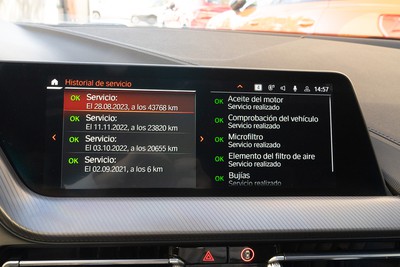 Historial de servicio
14:57
OK Servicio:
El 28.08.2023, a los 43768 km
OK Servicio:
El 11.11.2022, a los 23820 km
OK Servicio:
El 03.10.2022, a los 20655 km
OK Servicio:
El 02.09.2021, a los 6 km
OK Aceite del motor
Servicio realizado
OK Comprobación del vehículo
Servicio realizado
OK Microfiltro
Servicio realizado
OK Elemento del filtro de aire
Servicio realizado
OK Bujías
Servicio realizado